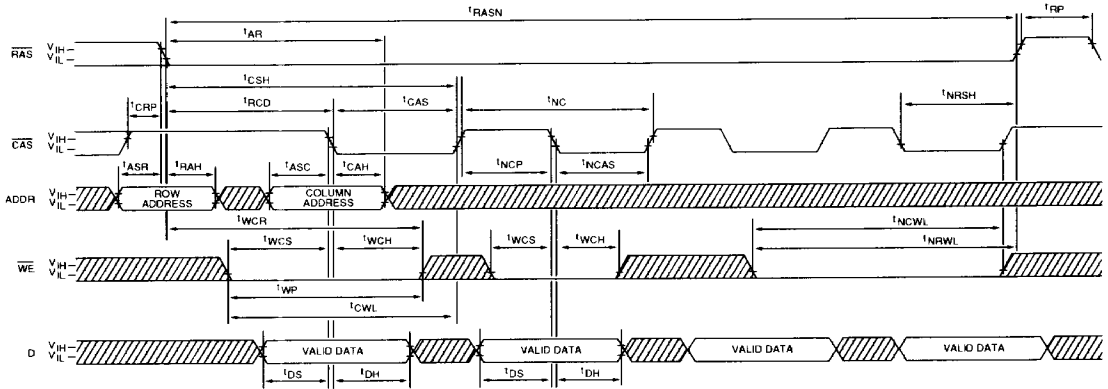 tRASN tRP
tAR
RAS VIH
VIL
tCSH
tCRP tRCD tCAS tNC tNRSH
CAS VIH
VIL
tASR tRAH tASC tCAH tNCP tNCAS
ADDR VIH
VIL
ROW ADDRESS
COLUMN ADDRESS
tWCR tNCWL
tWCS tWCH tWCS tWCH tNRWL
WE VIH
VIL
tWP
tCWL
D VIH
VIL
VALID DATA VALID DATA VALID DATA VALID DATA
tDS tDH tDS tDH